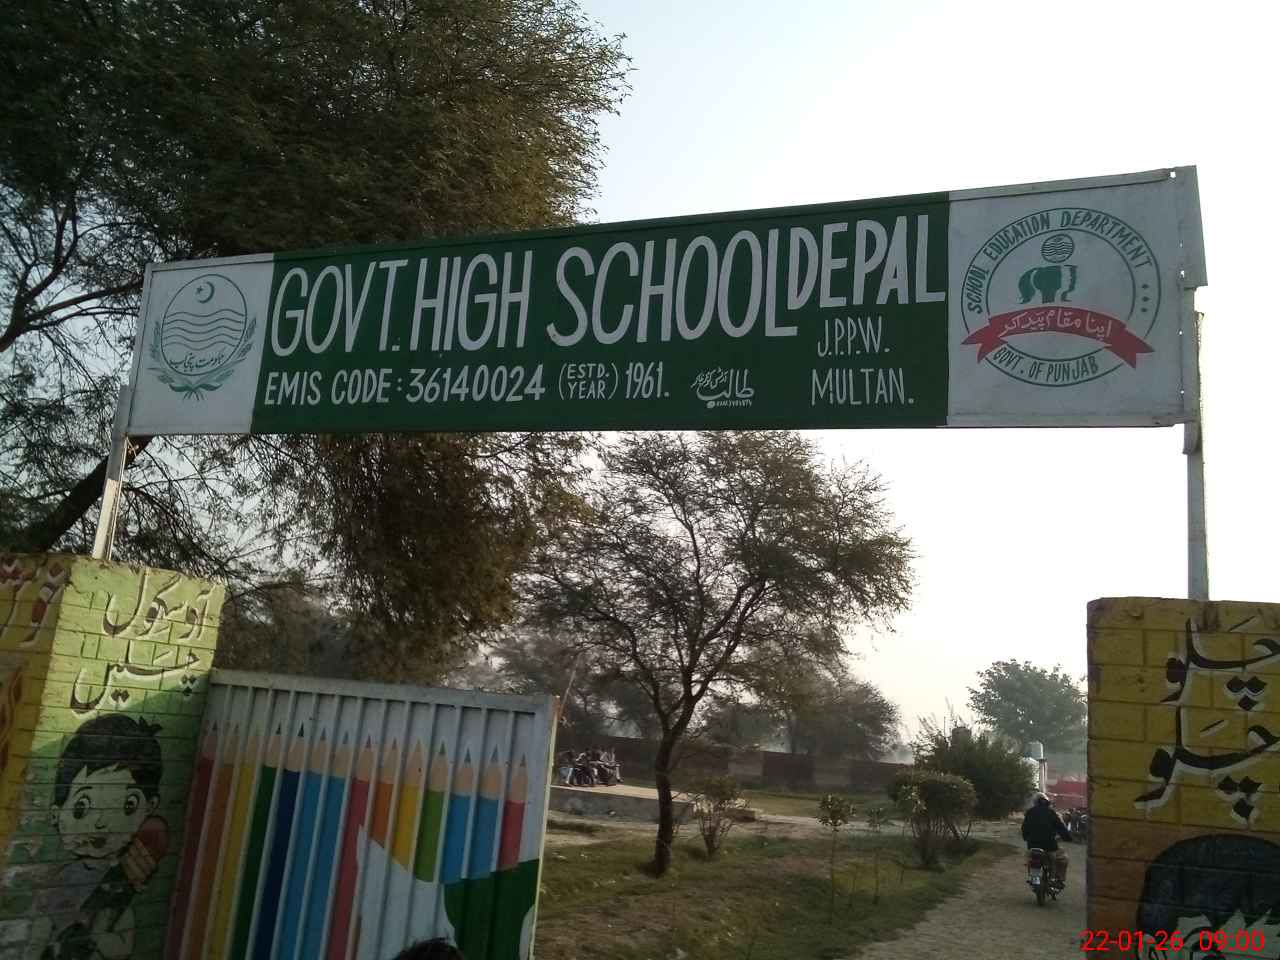 GOVT. HIGH SCHOOL DEPAL
J.P.P.W.
MULTAN.
EMIS CODE: 36140024 (ESTD. YEAR) 1961.
طالب
حکومت پنجاب
SCHOOL EDUCATION DEPARTMENT
اپنا مقام پیدا کر
GOVT. OF PUNJAB
آؤ سکول
چلیں
چلو
چلو
22-01-26 09:00